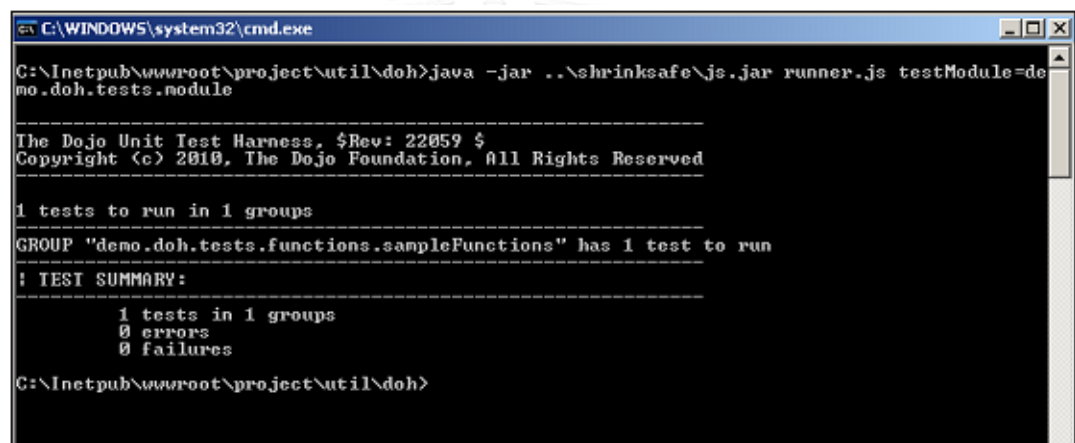 C:\WINDOWS\system32\cmd.exe
C:\Inetpub\wwwroot\project\util\doh>java -jar ..\shrinksafe\js.jar runner.js testModule=de
mo.doh.tests.module
------------------------------------------------------------
The Dojo Unit Test Harness, $Rev: 22059 $
Copyright (c) 2010, The Dojo Foundation, All Rights Reserved
------------------------------------------------------------
1 tests to run in 1 groups
------------------------------------------------------------
GROUP "demo.doh.tests.functions.sampleFunctions" has 1 test to run
------------------------------------------------------------
| TEST SUMMARY:
------------------------------------------------------------
1 tests in 1 groups
0 errors
0 failures
C:\Inetpub\wwwroot\project\util\doh>